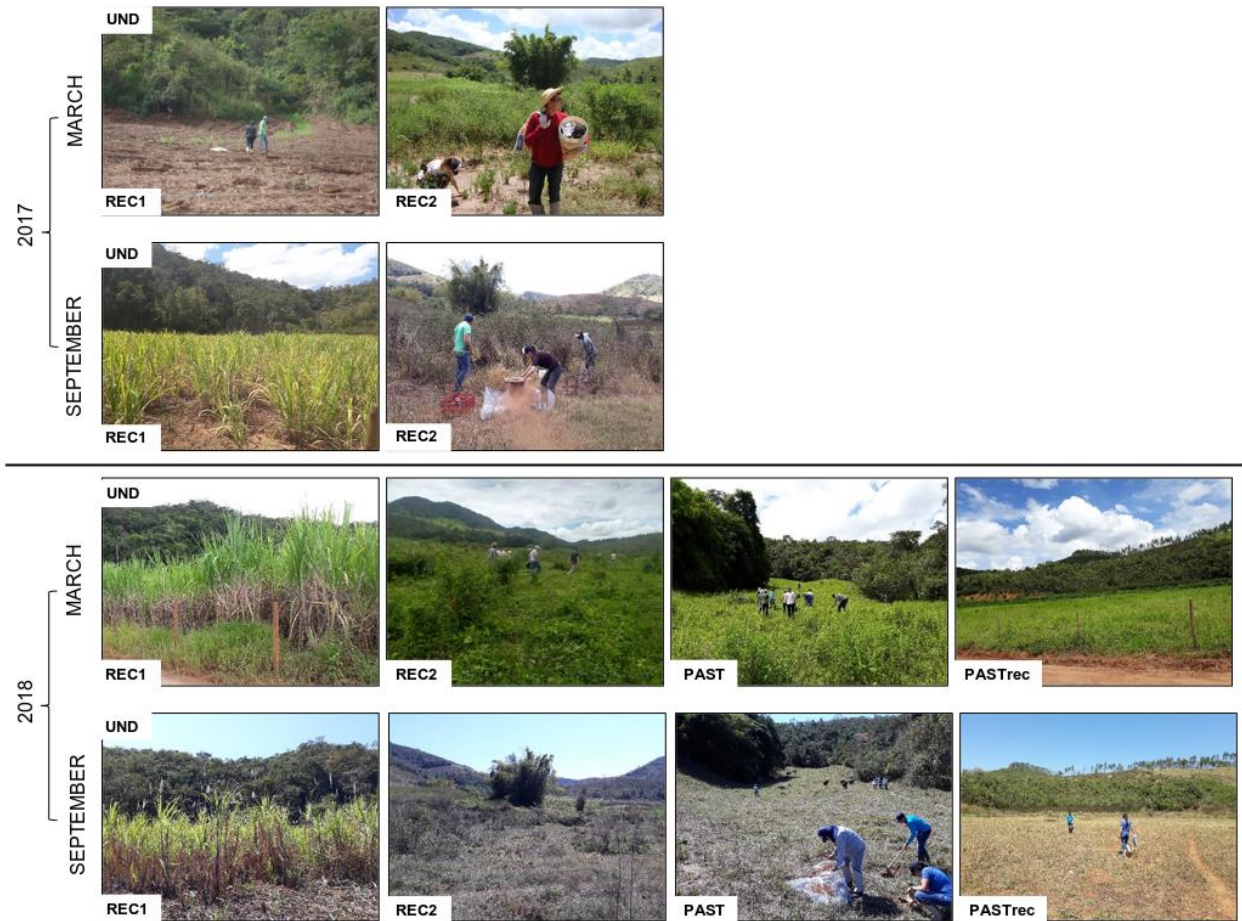 2017
MARCH
UND
REC1
REC2
SEPTEMBER
UND
REC1
REC2
2018
MARCH
UND
REC1
REC2
PAST
PASTrec
SEPTEMBER
UND
REC1
REC2
PAST
PASTrec